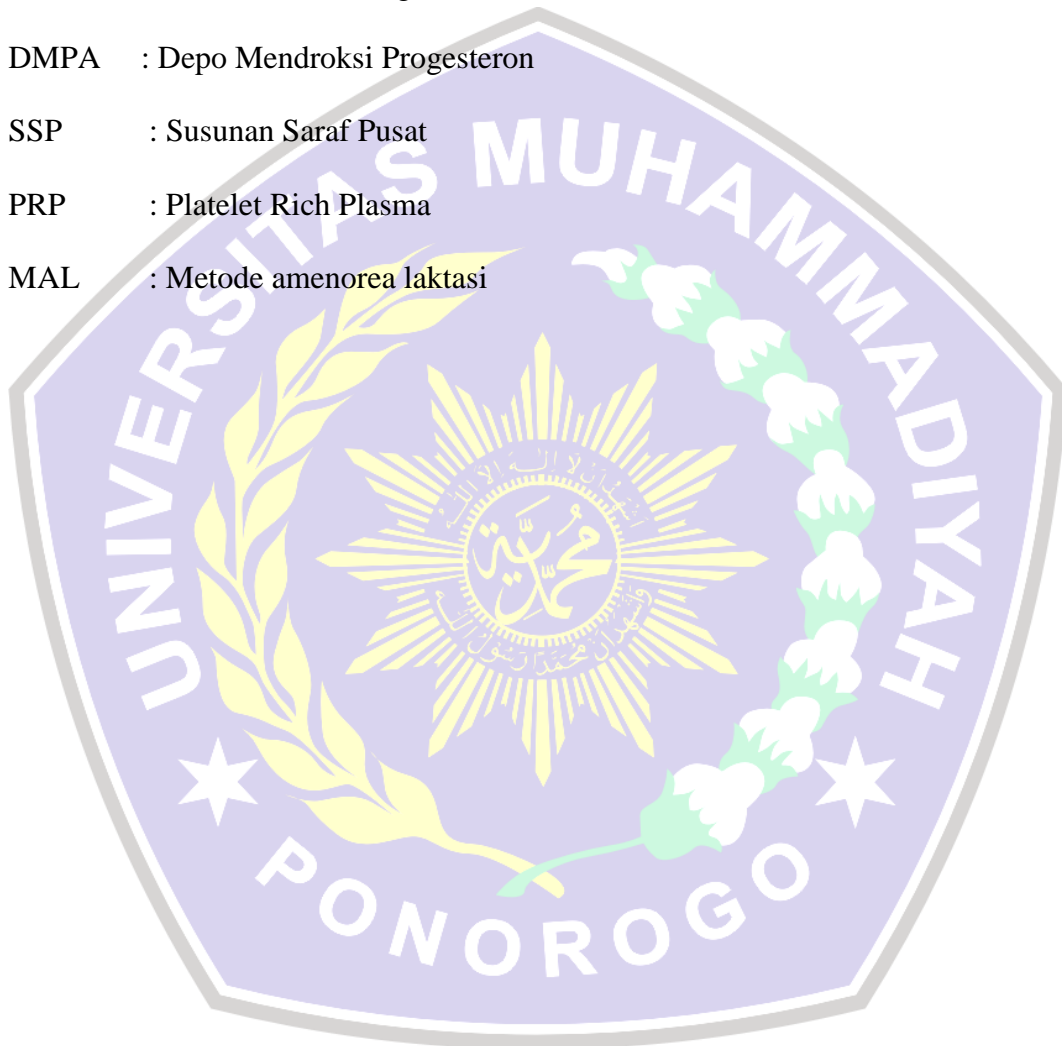 DMPA : Depo Mendroksi Progesteron
SSP : Susunan Saraf Pusat
PRP : Platelet Rich Plasma
MAL : Metode amenorea laktasi
UNIVERSITAS MUHAMMADIYAH
PONOROGO
محمدية